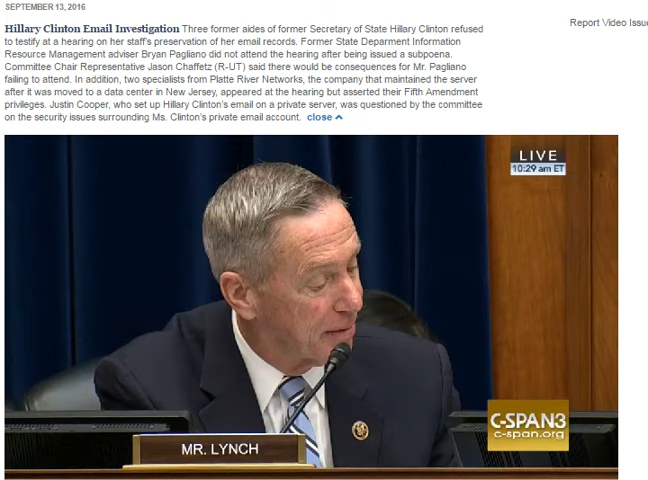 SEPTEMBER 13, 2016
Report Video Issue
Hillary Clinton Email Investigation Three former aides of former Secretary of State Hillary Clinton refused
to testify at a hearing on her staff's preservation of her email records. Former State Deparment Information
Resource Management adviser Bryan Pagliano did not attend the hearing after being issued a subpoena.
Committee Chair Representative Jason Chaffetz (R-UT) said there would be consequences for Mr. Pagliano
failing to attend. In addition, two specialists from Platte River Networks, the company that maintained the server
after it was moved to a data center in New Jersey, appeared at the hearing but asserted their Fifth Amendment
privileges. Justin Cooper, who set up Hillary Clinton's email on a private server, was questioned by the committee
on the security issues surrounding Ms. Clinton's private email account. close
LIVE
10:29 am ET
C-SPAN3
c-span.org
MR. LYNCH